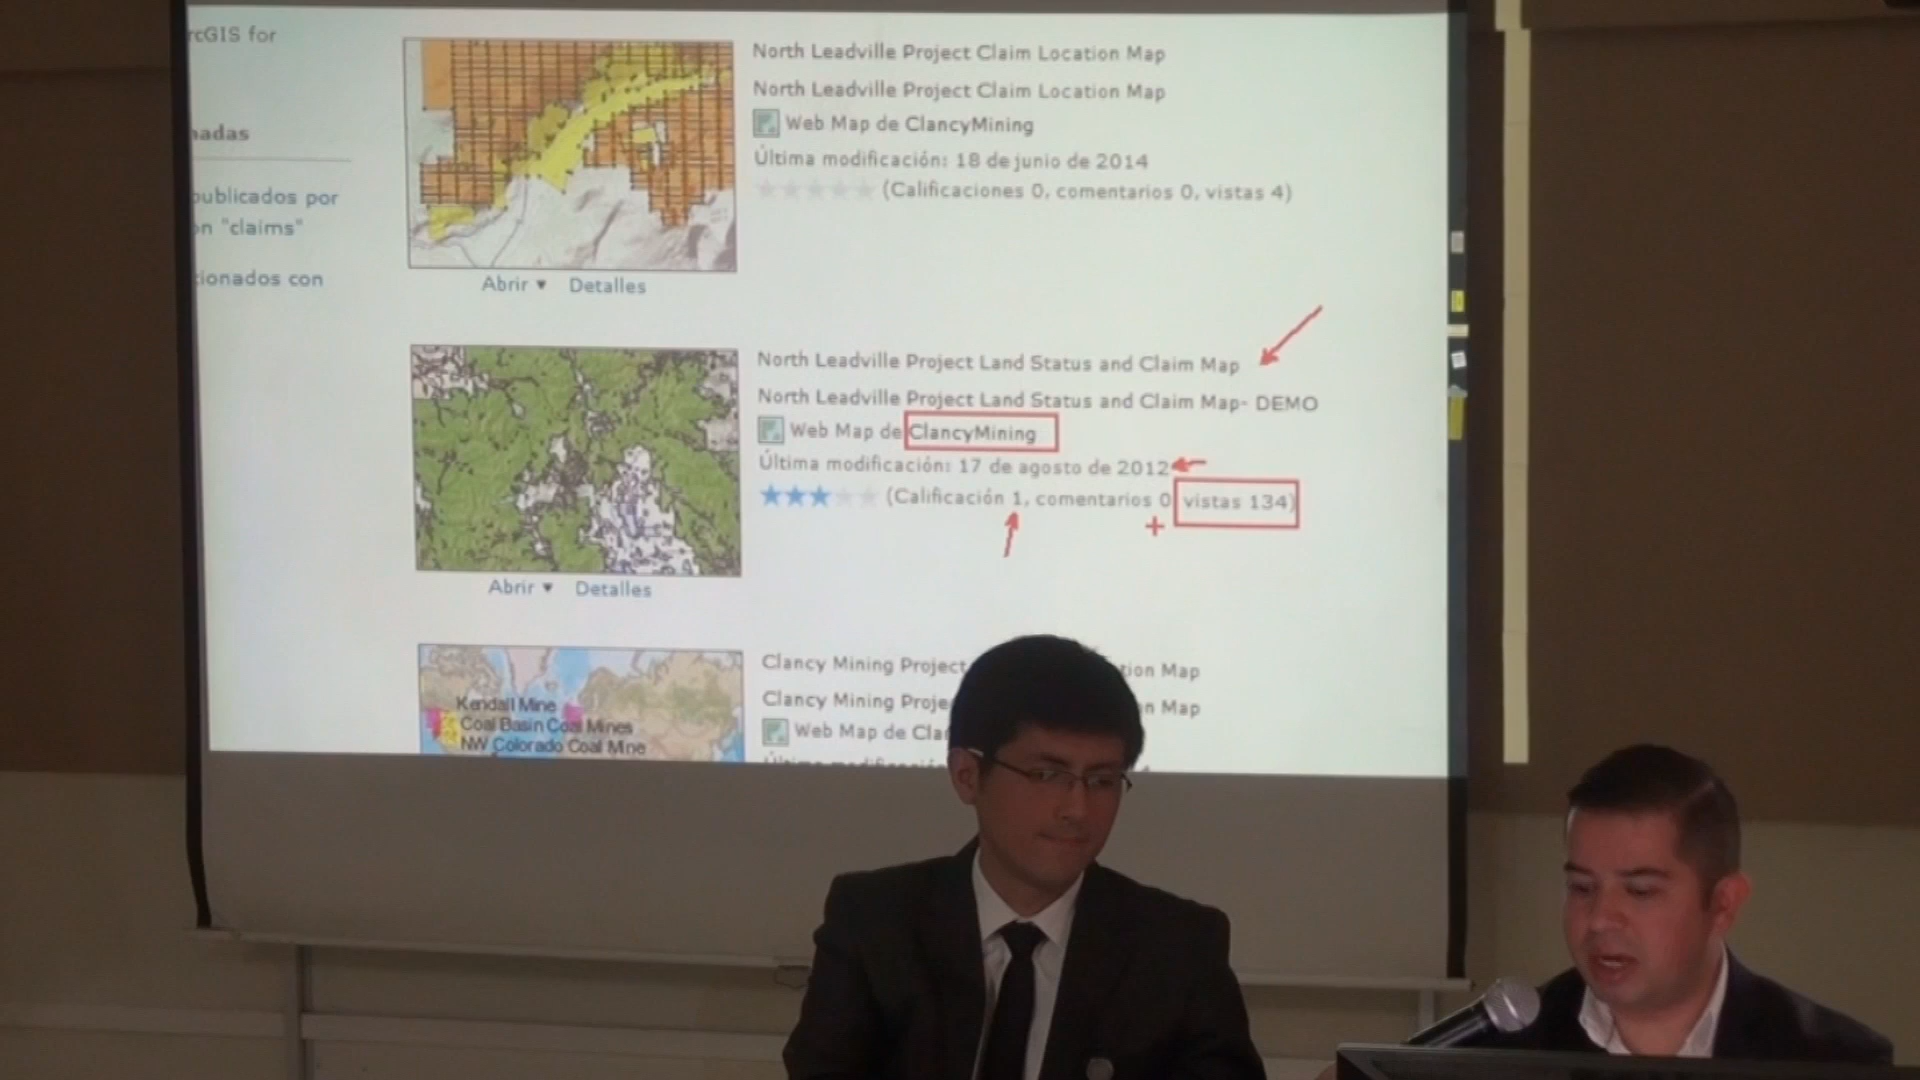 rcGIS for
nadas
publicados por
on "claims"
cionados con
North Leadville Project Claim Location Map
North Leadville Project Claim Location Map
Web Map de ClancyMining
Última modificación: 18 de junio de 2014
(Calificaciones 0, comentarios 0, vistas 4)
Abrir ▼ Detalles
North Leadville Project Land Status and Claim Map
North Leadville Project Land Status and Claim Map- DEMO
Web Map de ClancyMining
Última modificación: 17 de agosto de 2012
(Calificación 1, comentarios 0 vistas 134)
+
Abrir ▼ Detalles
Kendall Mine
Coal Basin Coal Mines
NW Colorado Coal Mine
Clancy Mining Project tion Map
Clancy Mining Proje n Map
Web Map de Cla